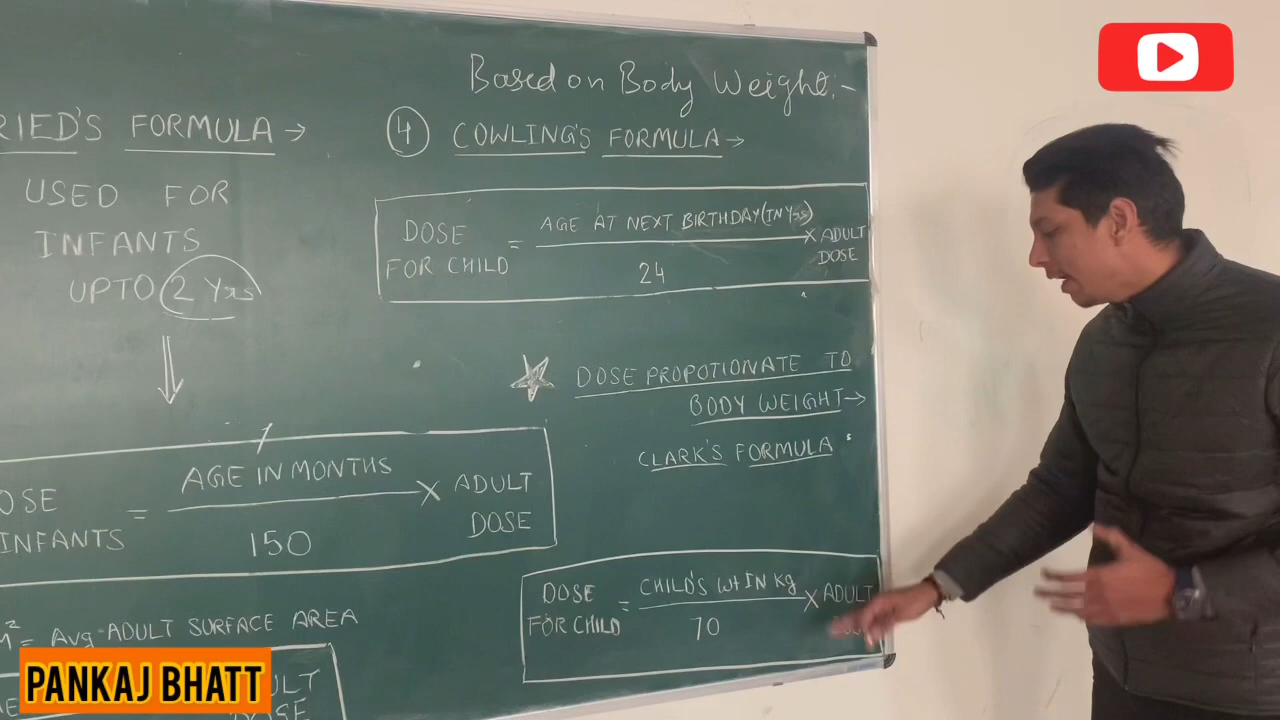 RIED'S FORMULA →
USED FOR
INFANTS
UPTO 2 Yrs
OSE
INFANTS
=
AGE IN MONTHS
150
X ADULT
DOSE
M² = Avg ADULT SURFACE AREA
ULT
DOSE
PANKAJ BHATT
Based on Body Weight:-
4 COWLING'S FORMULA →
DOSE
FOR CHILD
=
AGE AT NEXT BIRTHDAY (IN Yrs)
24
X ADULT
DOSE
DOSE PROPOTIONATE TO
BODY WEIGHT →
CLARK'S FORMULA
DOSE
FOR CHILD
=
CHILD'S Wt IN Kg
70
X ADULT